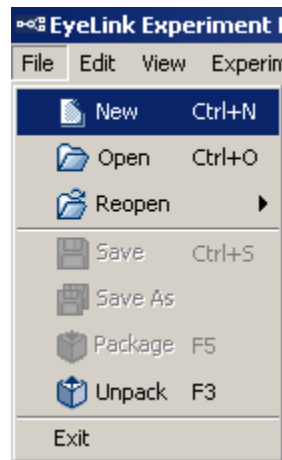 EyeLink Experiment
File Edit View Experim
New Ctrl+N
Open Ctrl+O
Reopen
Save Ctrl+S
Save As
Package F5
Unpack F3
Exit